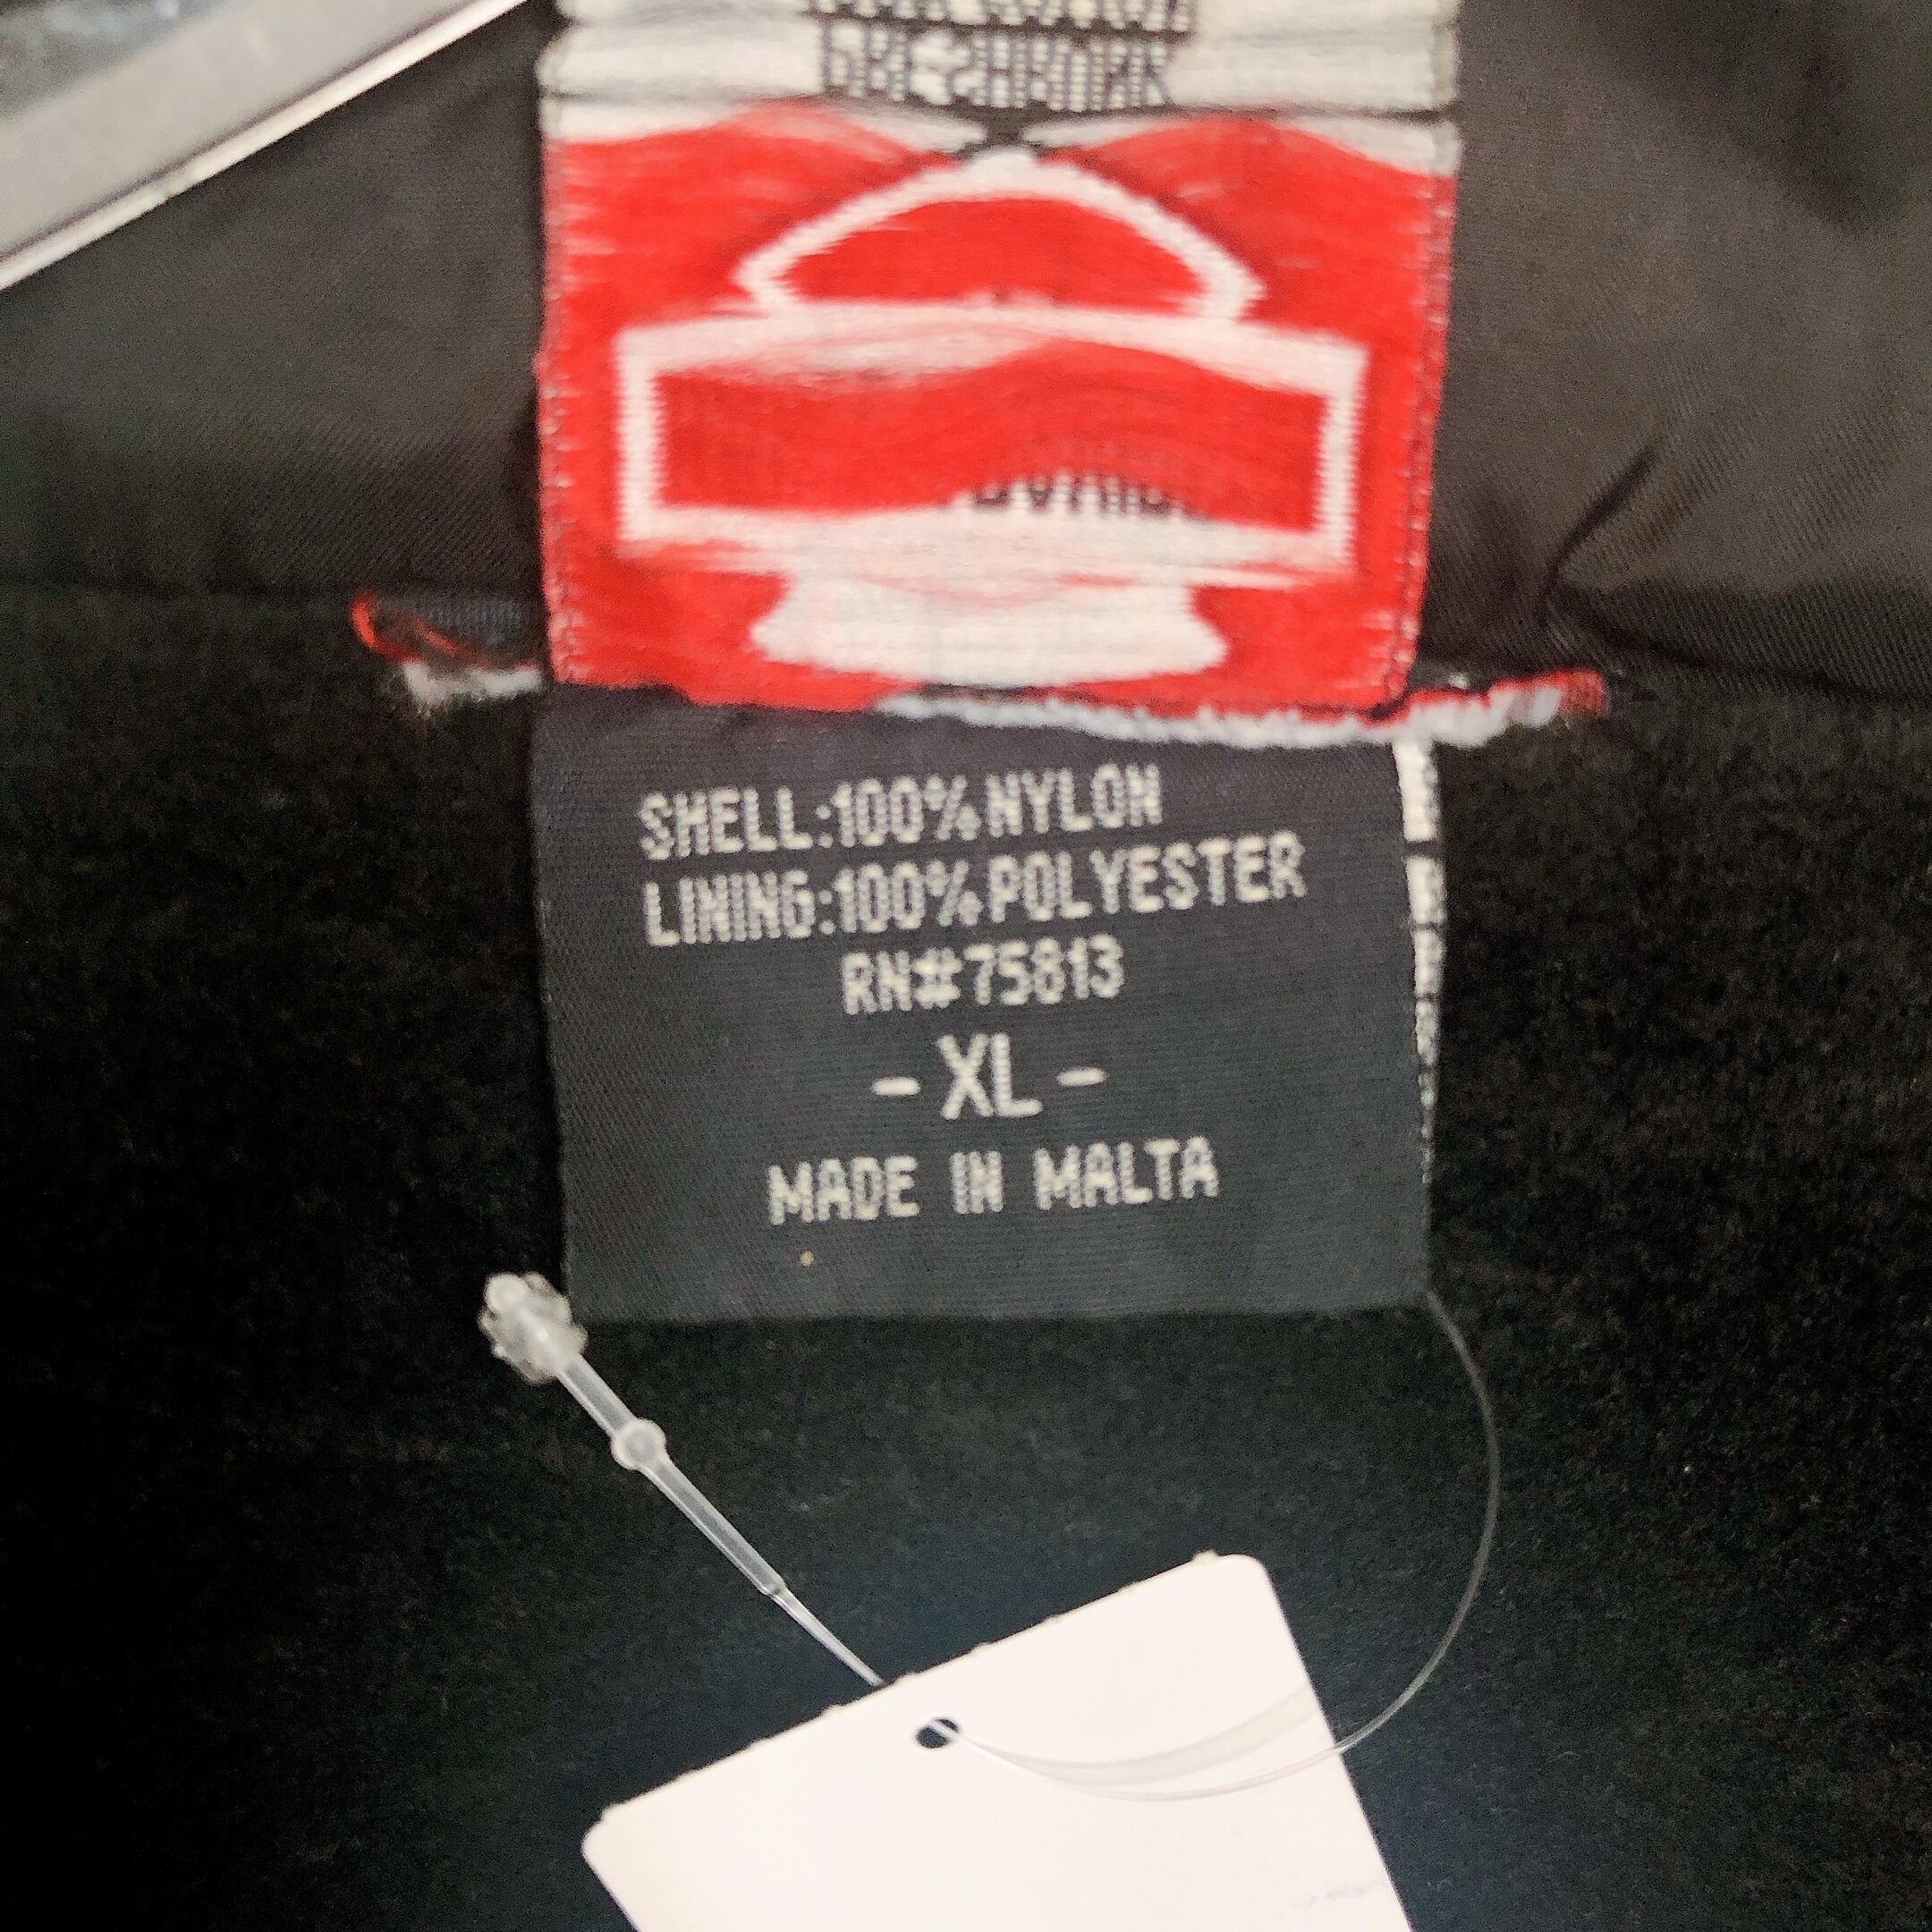 SHELL:100%NYLON
LINING:100%POLYESTER
RN#75813
- XL -
MADE IN MALTA